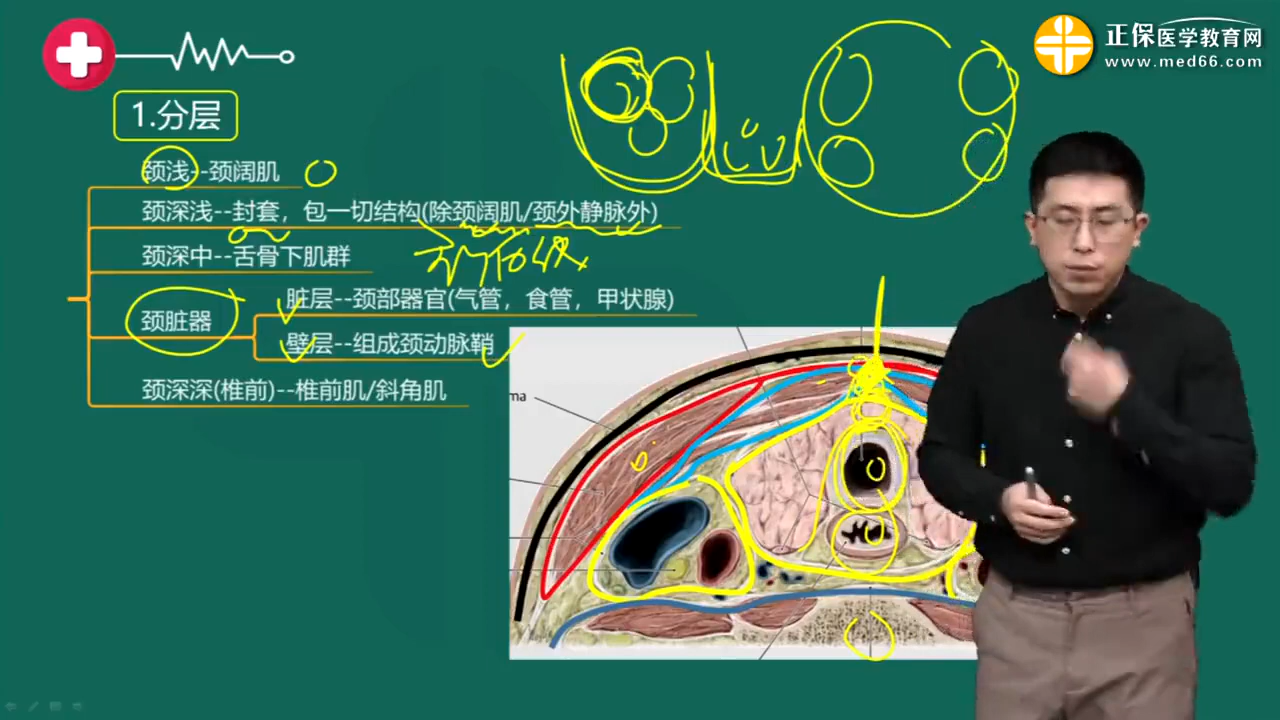 正保医学教育网
www.med66.com
1.分层
颈浅--颈阔肌
颈深浅--封套，包一切结构(除颈阔肌/颈外静脉外)
颈深中--舌骨下肌群
颈脏器
脏层--颈部器官(气管，食管，甲状腺)
壁层--组成颈动脉鞘
颈深深(椎前)--椎前肌/斜角肌
ma